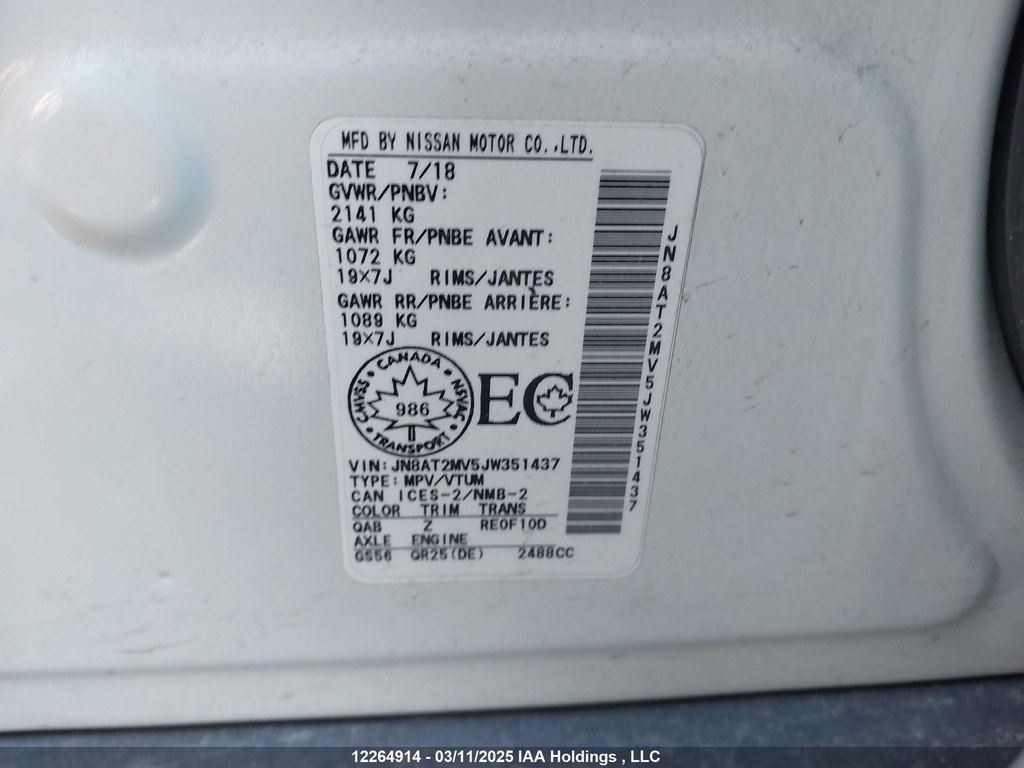 MFD BY NISSAN MOTOR CO.,LTD.
DATE 7/18
GVWR/PNBV:
2141 KG
GAWR FR/PNBE AVANT:
1072 KG
19×7J RIMS/JANTES
GAWR RR/PNBE ARRIÈRE:
1089 KG
19×7J RIMS/JANTES
CANADA
CMVSS NSVAC
986
TRANSPORT
EC
VIN:JN8AT2MV5JW351437
TYPE:MPV/VTUM
CAN ICES-2/NMB-2
COLOR TRIM TRANS
QAB Z RE0F10D
AXLE ENGINE
GS56 QR25(DE) 2488CC
JN8AT2MV5JW351437
12264914 - 03/11/2025 IAA Holdings , LLC